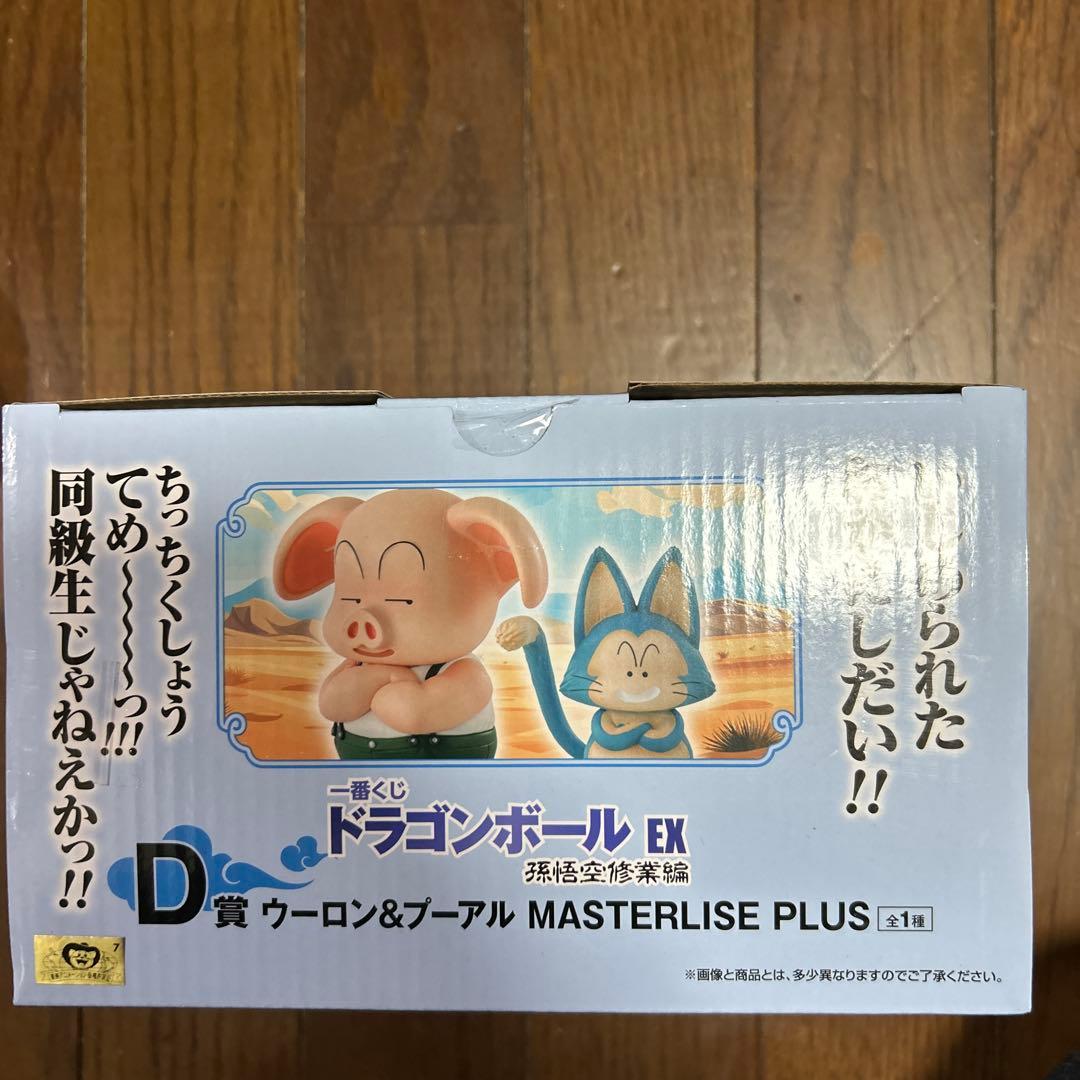 られた
しだい!!
ちっちくしょう
てめ〜〜〜〜っ!!!
同級生じゃねえかっ!!
一番くじ
ドラゴンボール EX
孫悟空修業編
D賞 ウーロン&プーアル MASTERLISE PLUS 全1種
※画像と商品とは、多少異なりますのでご了承ください。
7